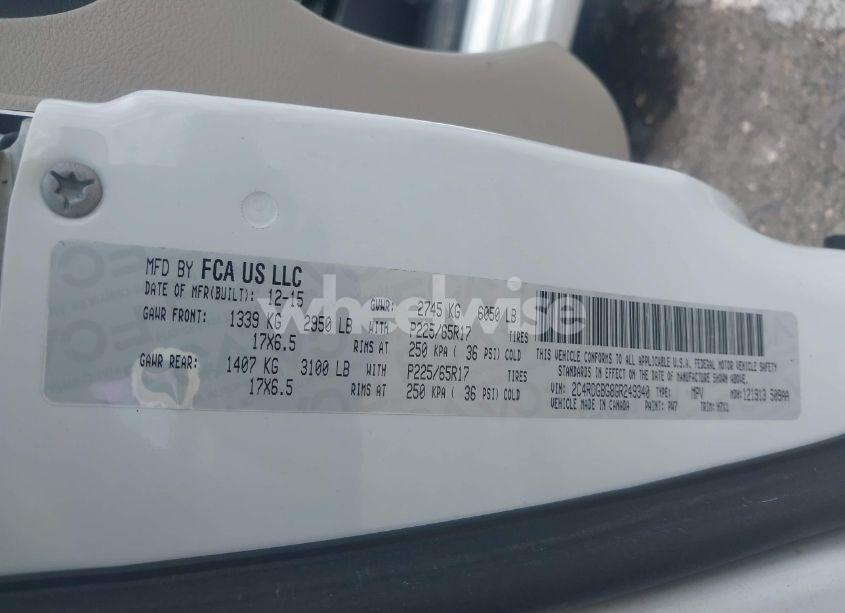 MFD BY FCA US LLC
DATE OF MFR(BUILT): 12-15 GVWR: 2745 KG 6050 LB
GAWR FRONT: 1339 KG 2950 LB WITH P225/65R17 TIRES
17X6.5 RIMS AT 250 KPA ( 36 PSI) COLD
GAWR REAR: 1407 KG 3100 LB WITH P225/65R17 TIRES
17X6.5 RIMS AT 250 KPA ( 36 PSI) COLD
THIS VEHICLE CONFORMS TO ALL APPLICABLE U.S.A. FEDERAL MOTOR VEHICLE SAFETY
STANDARDS IN EFFECT ON THE DATE OF MANUFACTURE SHOWN ABOVE.
VIN: 2C4RDGBG8GR249340 TYPE: MPV MDH: 121913 509AA
VEHICLE MADE IN CANADA PAINT: PW7 TRIM:
wheelwise